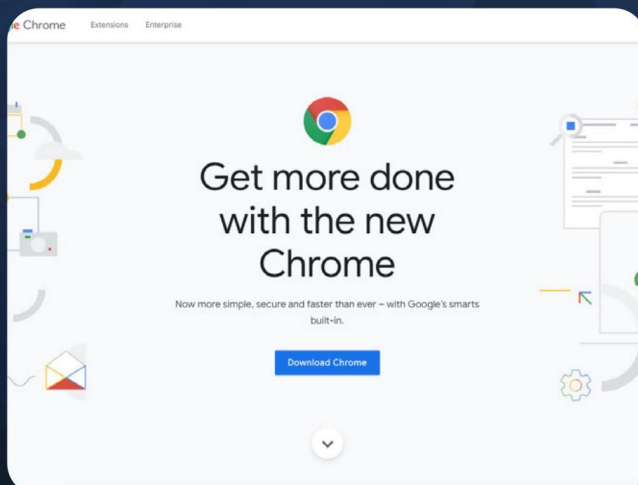 Chrome
Extensions
Enterprise
Get more done
with the new
Chrome
Now more simple, secure and faster than ever – with Google's smarts
built-in.
Download Chrome